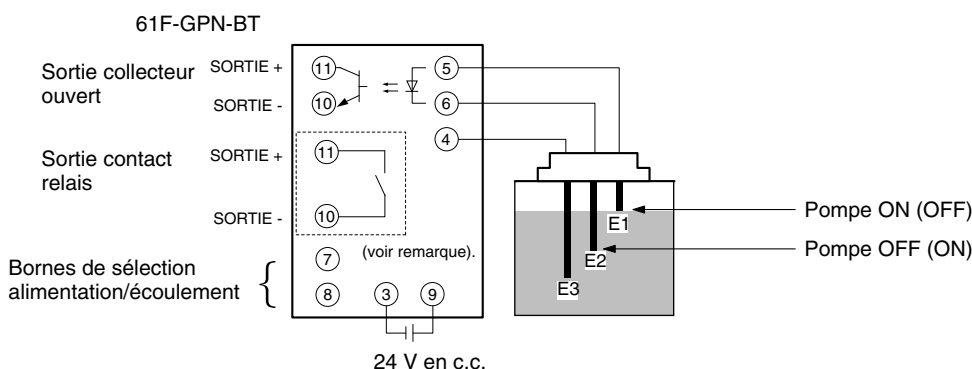 61F-GPN-BT
Sortie collecteur
ouvert
SORTIE +
SORTIE -
11
10
5
6
4
Sortie contact
relais
SORTIE +
SORTIE -
11
10
(voir remarque).
Bornes de sélection
alimentation/écoulement
7
8
3
9
24 V en c.c.
E1
E2
E3
Pompe ON (OFF)
Pompe OFF (ON)